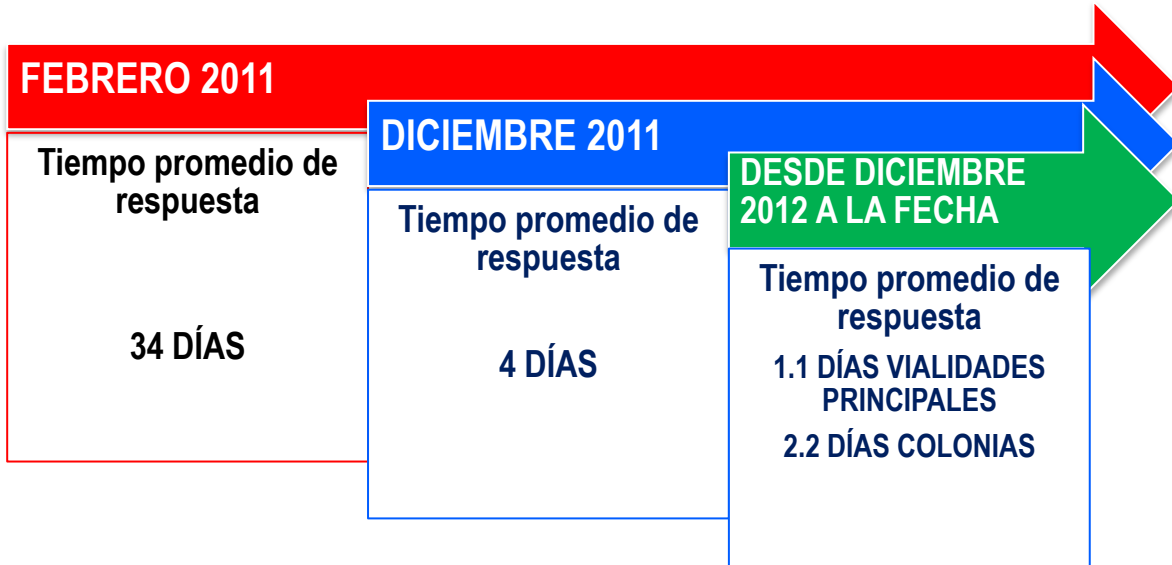 FEBRERO 2011
Tiempo promedio de
respuesta
34 DÍAS
DICIEMBRE 2011
Tiempo promedio de
respuesta
4 DÍAS
DESDE DICIEMBRE
2012 A LA FECHA
Tiempo promedio de
respuesta
1.1 DÍAS VIALIDADES
PRINCIPALES
2.2 DÍAS COLONIAS